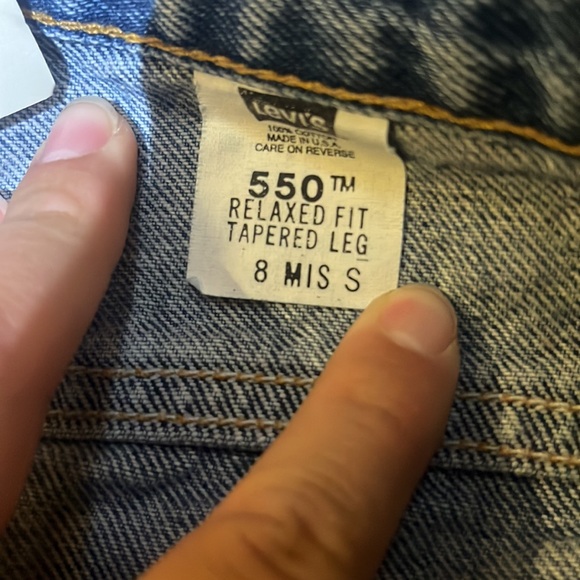 Levi's
100% COTTON
MADE IN U.S.A.
CARE ON REVERSE
550™
RELAXED FIT
TAPERED LEG
8 MIS S